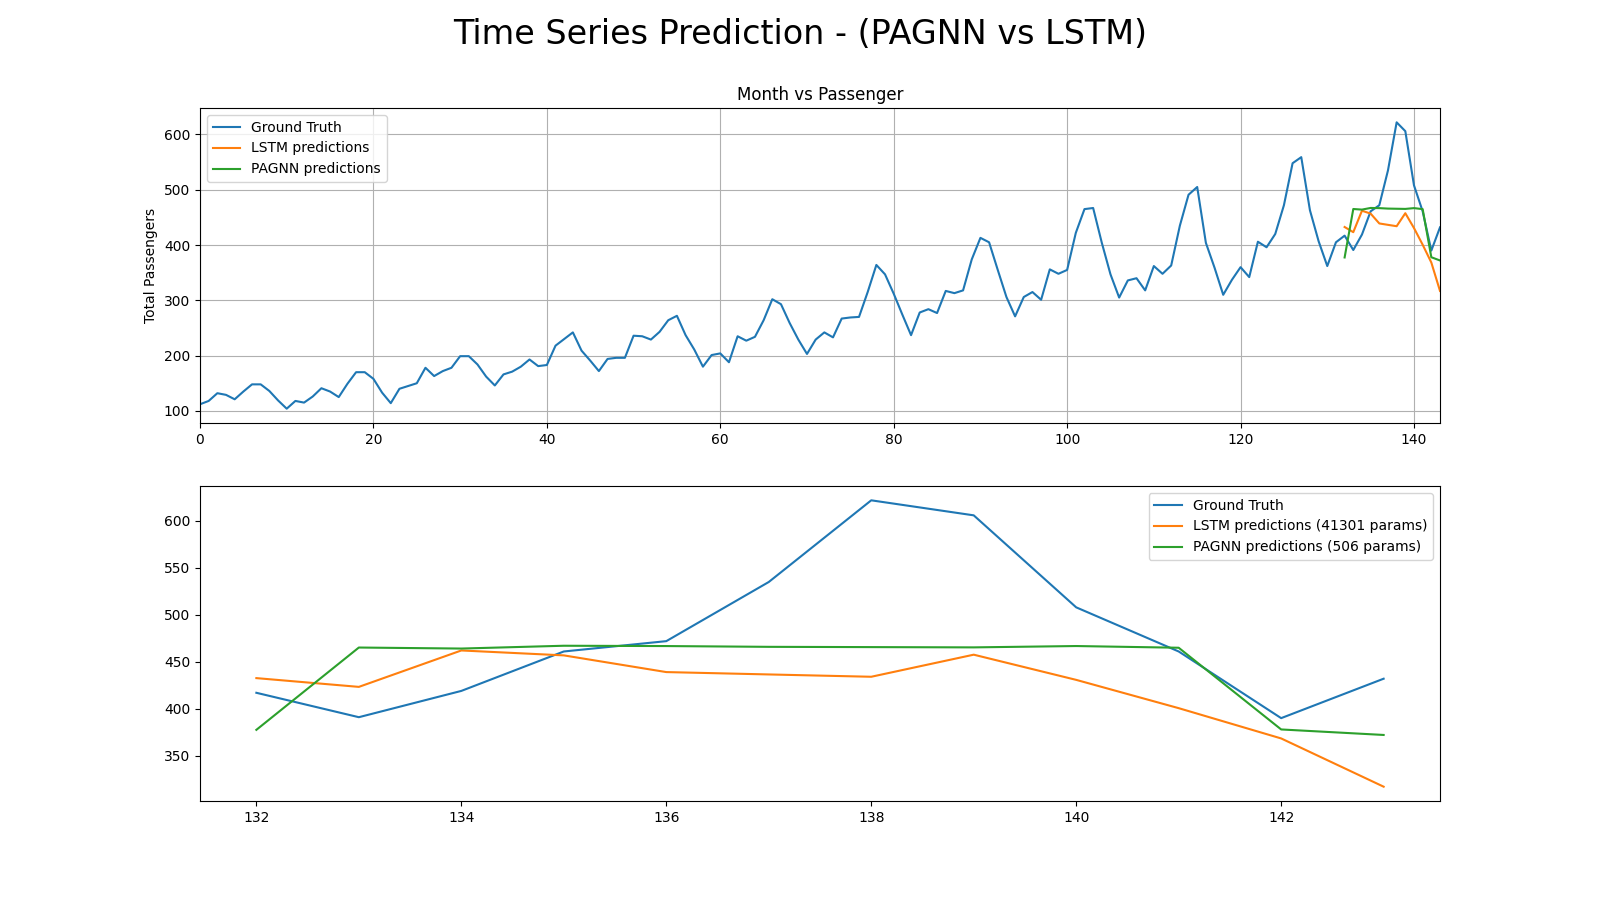 Time Series Prediction - (PAGNN vs LSTM)
Month vs Passenger
Ground Truth
LSTM predictions
PAGNN predictions
Total Passengers
600
500
400
300
200
100
0 20 40 60 80 100 120 140
Ground Truth
LSTM predictions (41301 params)
PAGNN predictions (506 params)
600
550
500
450
400
350
132 134 136 138 140 142